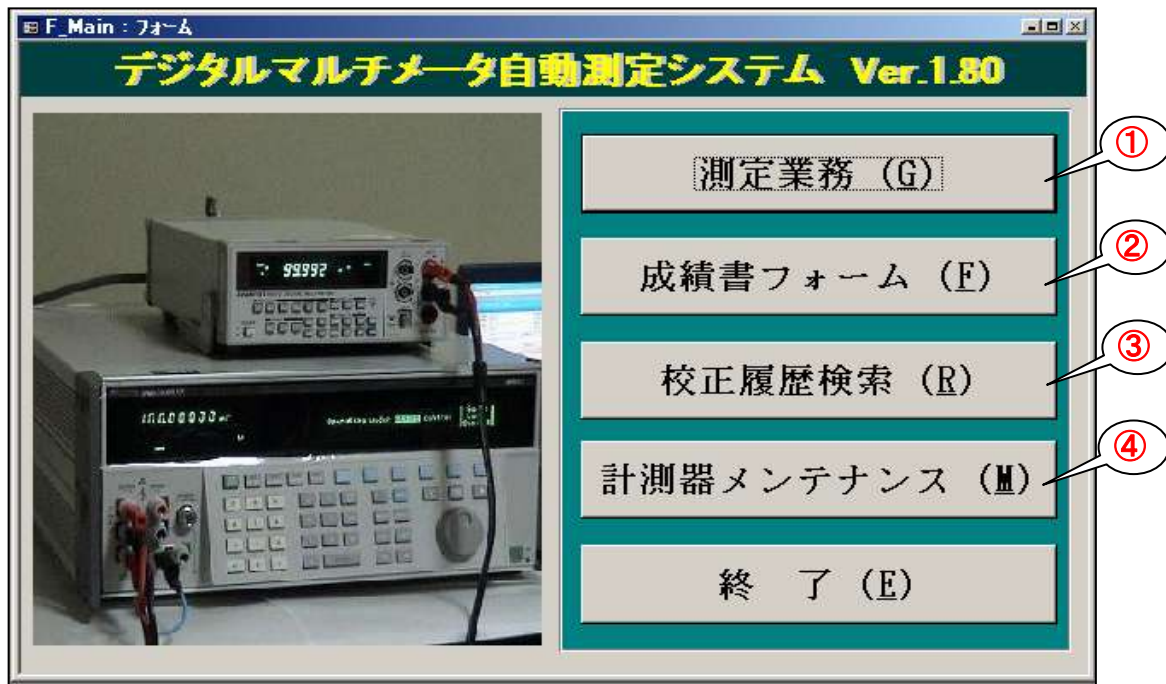 F_Main : フォーム
デジタルマルチメータ自動測定システム Ver.1.80
測定業務 (G)
①
成績書フォーム (F)
②
校正履歴検索 (R)
③
計測器メンテナンス (M)
④
終 了 (E)
99.992